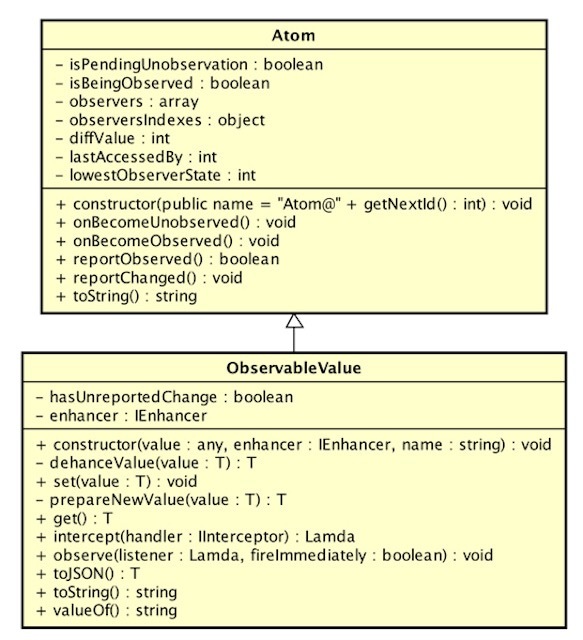 Atom
- isPendingUnobservation : boolean
- isBeingObserved : boolean
- observers : array
- observersIndexes : object
- diffValue : int
- lastAccessedBy : int
- lowestObserverState : int
+ constructor(public name = "Atom@" + getNextId() : int) : void
+ onBecomeUnobserved() : void
+ onBecomeObserved() : void
+ reportObserved() : boolean
+ reportChanged() : void
+ toString() : string
ObservableValue
- hasUnreportedChange : boolean
- enhancer : IEnhancer
+ constructor(value : any, enhancer : IEnhancer, name : string) : void
- dehanceValue(value : T) : T
+ set(value : T) : void
- prepareNewValue(value : T) : T
+ get() : T
+ intercept(handler : IInterceptor) : Lamda
+ observe(listener : Lamda, fireImmediately : boolean) : void
+ toJSON() : T
+ toString() : string
+ valueOf() : string